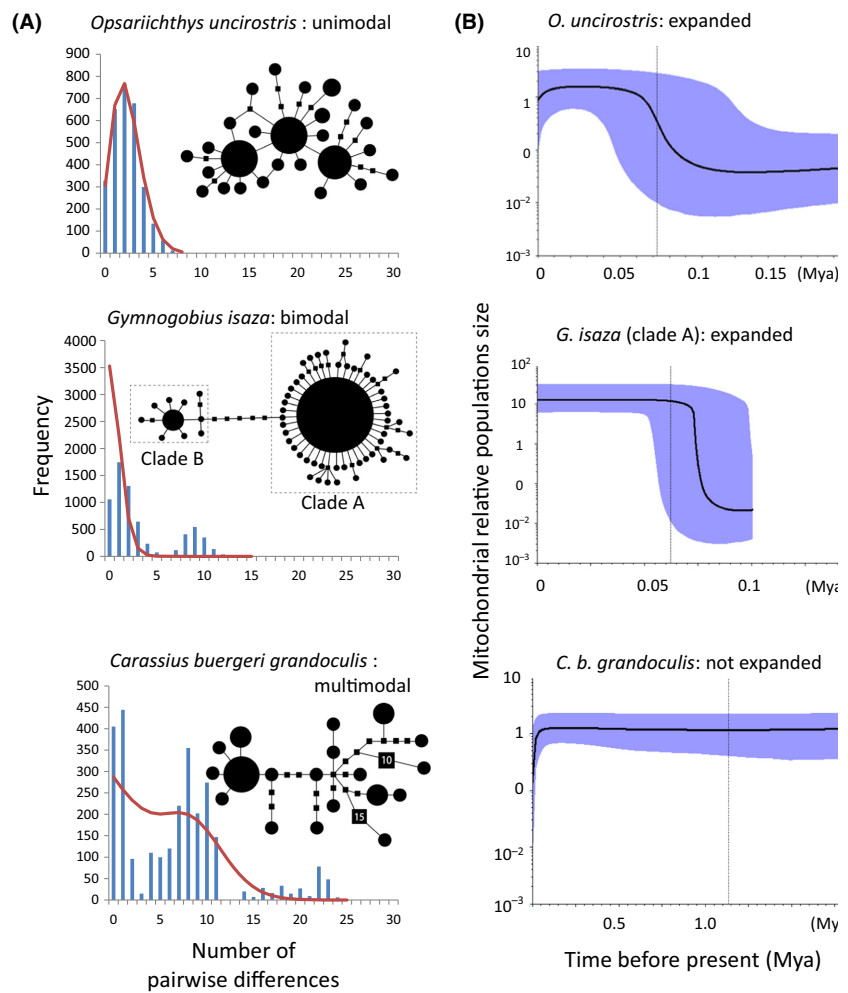 (A)
Opsariichthys uncirostris : unimodal
900
800
700
600
500
400
300
200
100
0
0 5 10 15 20 25 30
Gymnogobius isaza: bimodal
4000
3500
3000
2500
2000
1500
1000
500
0
Clade B
Clade A
0 5 10 15 20 25 30
Frequency
Carassius buergeri grandoculis :
multimodal
500
450
400
350
300
250
200
150
100
50
0
10
15
0 5 10 15 20 25 30
Number of
pairwise differences
(B)
O. uncirostris: expanded
10
1
0
10⁻²
10⁻³
0 0.05 0.1 0.15 (Mya)
G. isaza (clade A): expanded
10²
10
1
0
10⁻²
10⁻³
0 0.05 0.1 (Mya
Mitochondrial relative populations size
C. b. grandoculis: not expanded
10
1
0
10⁻²
10⁻³
0.5 1.0 (My
Time before present (Mya)